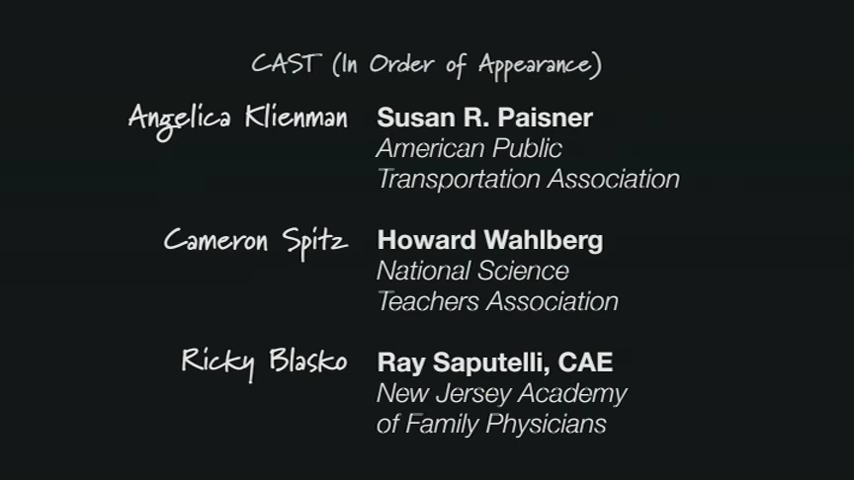 CAST (In Order of Appearance)
Angelica Klienman Susan R. Paisner
American Public
Transportation Association
Cameron Spitz Howard Wahlberg
National Science
Teachers Association
Ricky Blasko Ray Saputelli, CAE
New Jersey Academy
of Family Physicians